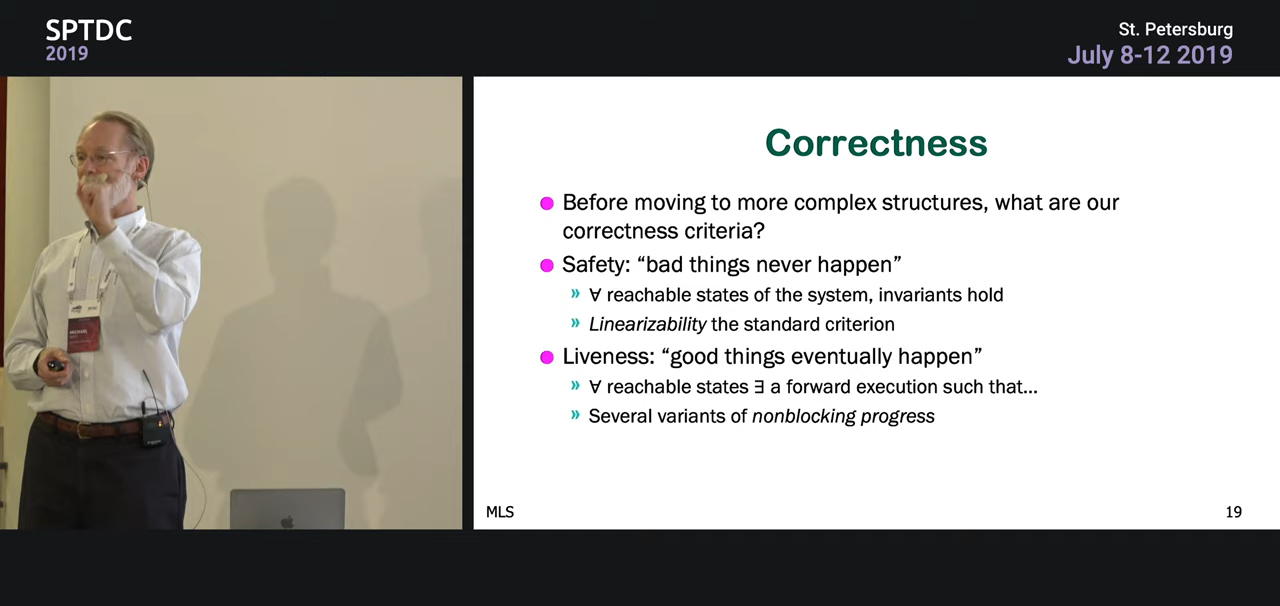 SPTDC
2019
St. Petersburg
July 8-12 2019
Correctness
Before moving to more complex structures, what are our
correctness criteria?
Safety: “bad things never happen”
» ∀ reachable states of the system, invariants hold
» Linearizability the standard criterion
Liveness: “good things eventually happen”
» ∀ reachable states ∃ a forward execution such that...
» Several variants of nonblocking progress
MLS
19
MICHAEL